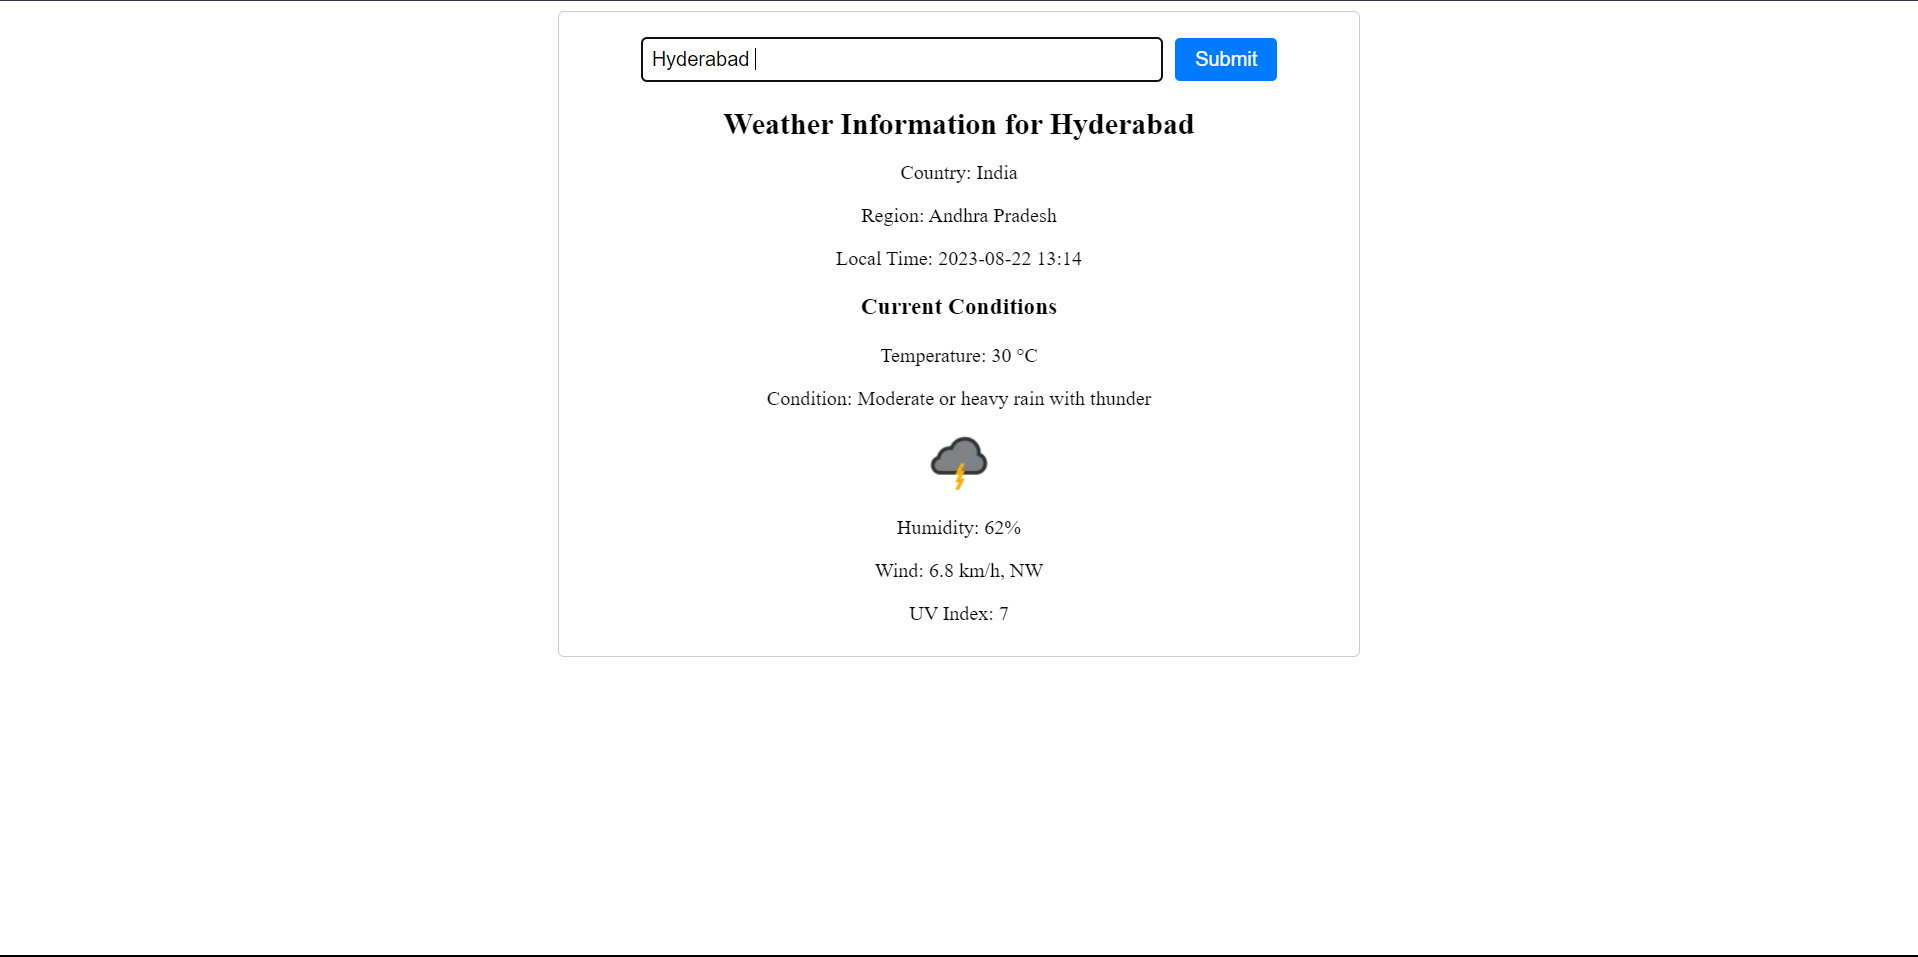 Hyderabad
Submit
Weather Information for Hyderabad
Country: India
Region: Andhra Pradesh
Local Time: 2023-08-22 13:14
Current Conditions
Temperature: 30 °C
Condition: Moderate or heavy rain with thunder
Humidity: 62%
Wind: 6.8 km/h, NW
UV Index: 7